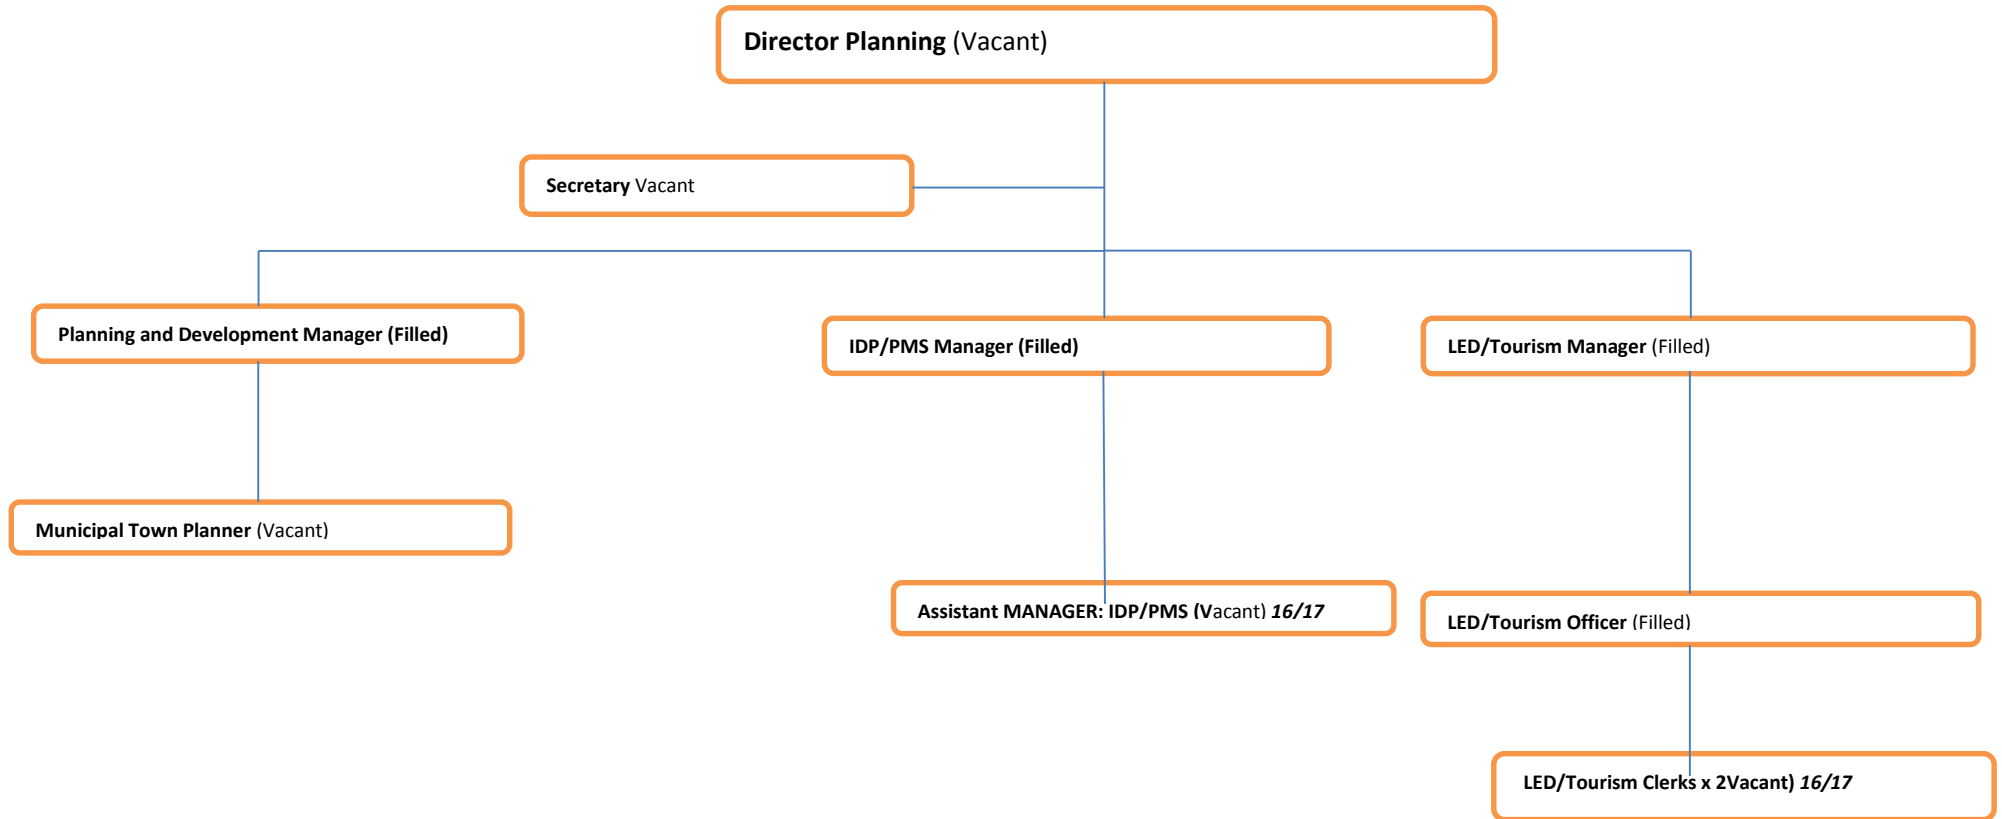 Director Planning (Vacant)
Secretary Vacant
Planning and Development Manager (Filled)
IDP/PMS Manager (Filled)
LED/Tourism Manager (Filled)
Municipal Town Planner (Vacant)
Assistant MANAGER: IDP/PMS (Vacant) 16/17
LED/Tourism Officer (Filled)
LED/Tourism Clerks x 2Vacant) 16/17